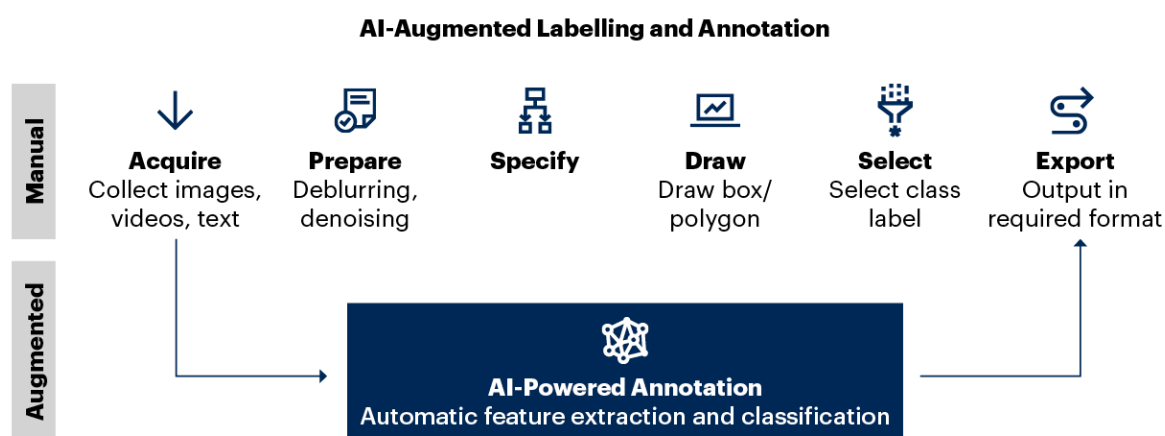 AI-Augmented Labelling and Annotation
Manual
Acquire
Collect images,
videos, text
Prepare
Deblurring,
denoising
Specify
Draw
Draw box/
polygon
Select
Select class
label
Export
Output in
required format
Augmented
AI-Powered Annotation
Automatic feature extraction and classification